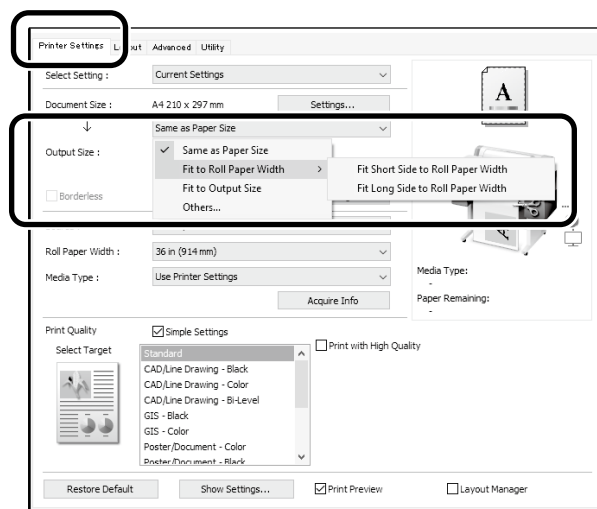 Printer Settings Layout Advanced Utility
Select Setting : Current Settings
Document Size : A4 210 x 297 mm Settings...
↓ Same as Paper Size
Output Size : ✓ Same as Paper Size
Fit to Roll Paper Width > Fit Short Side to Roll Paper Width
Fit to Output Size Fit Long Side to Roll Paper Width
Borderless Others...
Roll Paper Width : 36 in (914 mm)
Media Type : Use Printer Settings
Acquire Info
A
...
Media Type:
-
Paper Remaining:
-
Print Quality Simple Settings
Select Target Standard Print with High Quality
CAD/Line Drawing - Black
CAD/Line Drawing - Color
CAD/Line Drawing - Bi-Level
GIS - Black
GIS - Color
Poster/Document - Color
Poster/Document - Black
Restore Default Show Settings... Print Preview Layout Manager